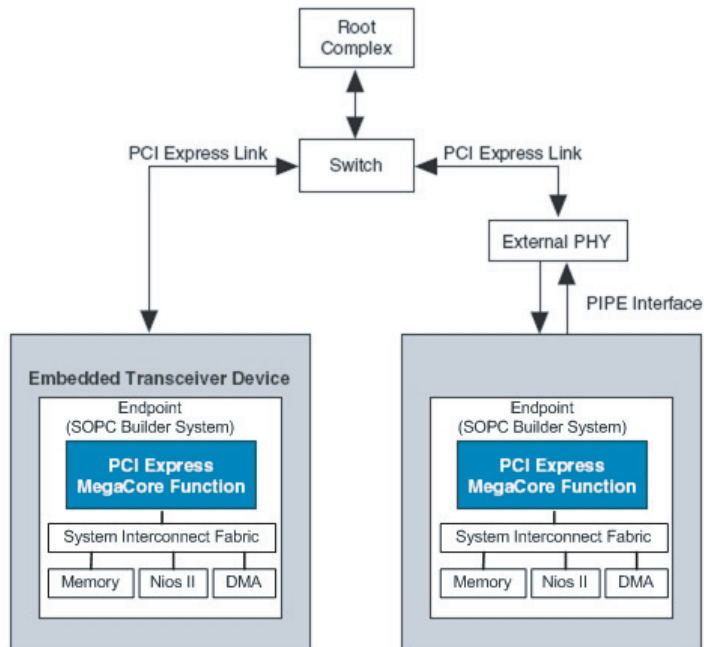 Root
Complex
PCI Express Link
Switch
PCI Express Link
External PHY
PIPE Interface
Embedded Transceiver Device
Endpoint
(SOPC Builder System)
PCI Express
MegaCore Function
System Interconnect Fabric
Memory
Nios II
DMA
Endpoint
(SOPC Builder System)
PCI Express
MegaCore Function
System Interconnect Fabric
Memory
Nios II
DMA